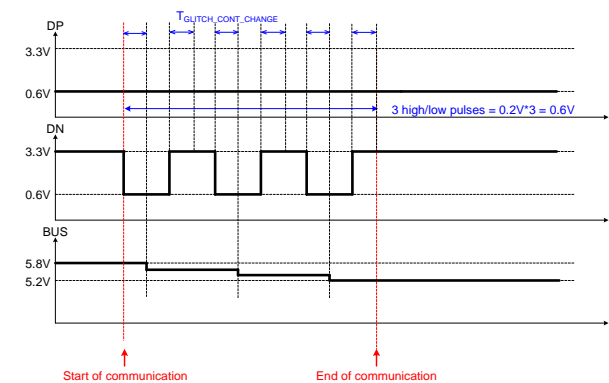 DP
TGLITCH_CONT_CHANGE
3.3V
0.6V
3 high/low pulses = 0.2V*3 = 0.6V
DN
3.3V
0.6V
BUS
5.8V
5.2V
Start of communication
End of communication